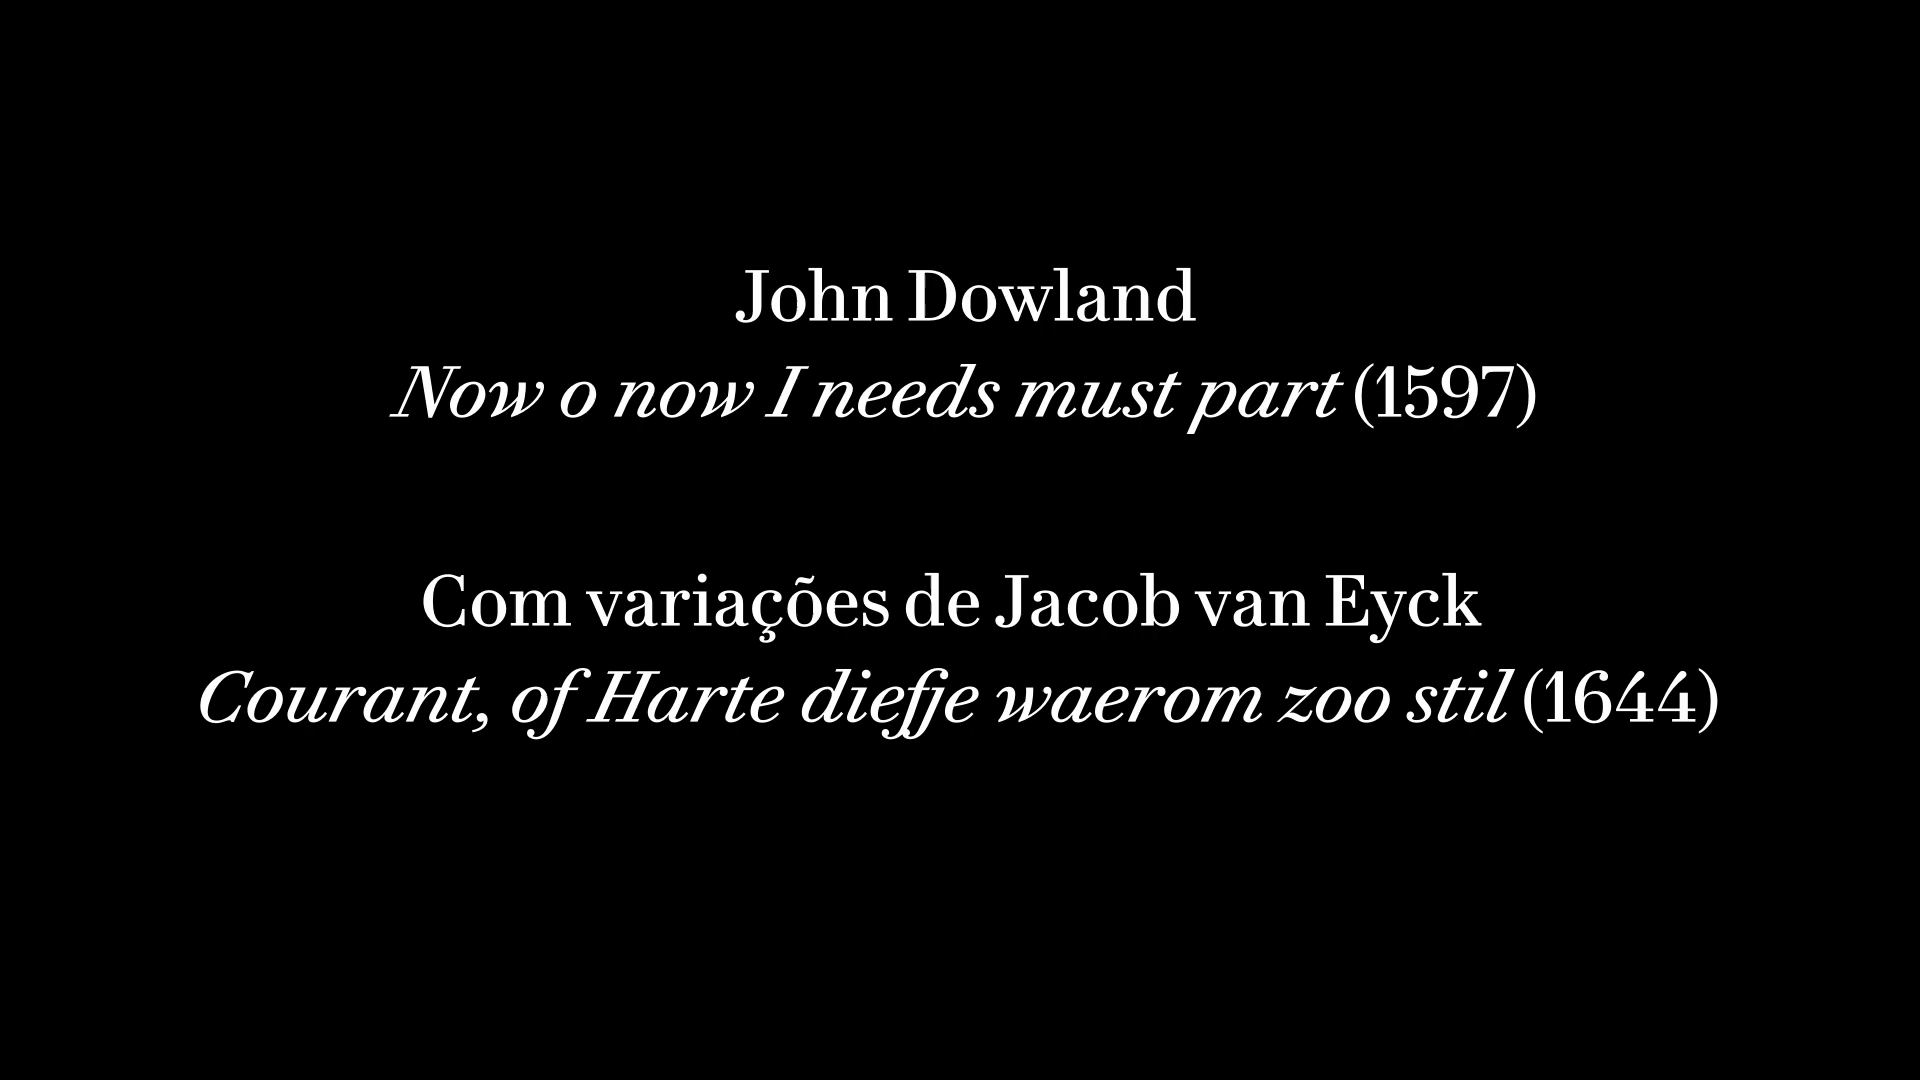 John Dowland
Now o now I needs must part (1597)
Com variações de Jacob van Eyck
Courant, of Harte diefje waerom zoo stil (1644)